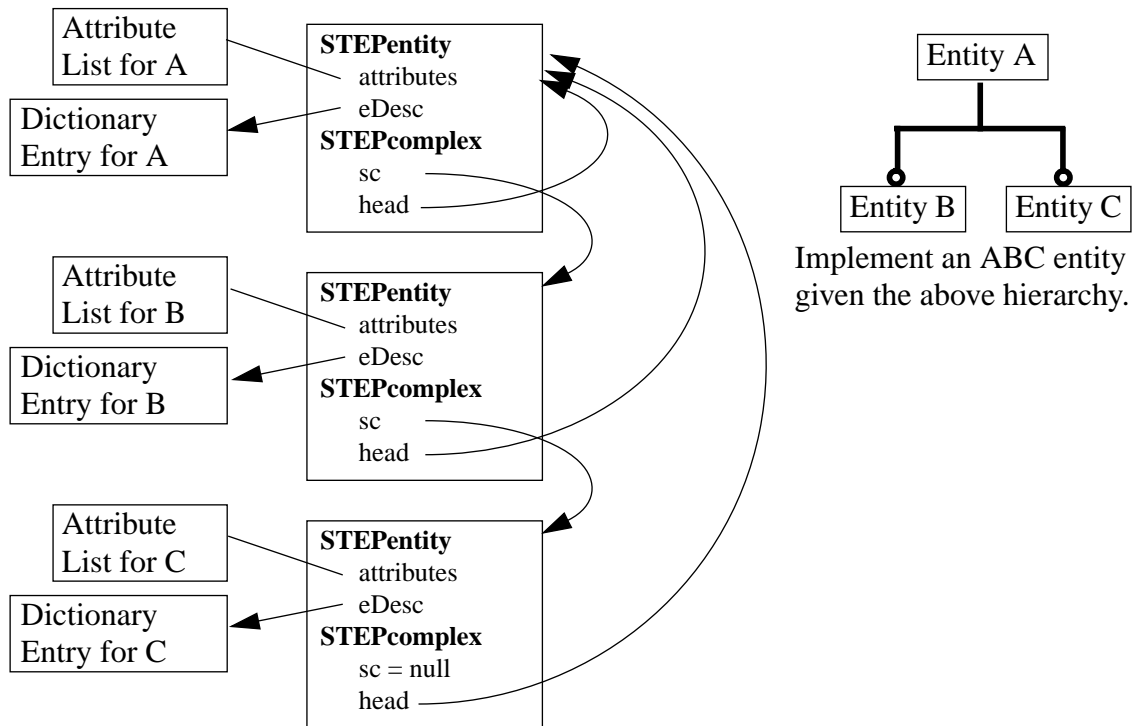 Attribute
List for A
Dictionary
Entry for A
STEPentity
attributes
eDesc
STEPcomplex
sc
head
Attribute
List for B
Dictionary
Entry for B
STEPentity
attributes
eDesc
STEPcomplex
sc
head
Attribute
List for C
Dictionary
Entry for C
STEPentity
attributes
eDesc
STEPcomplex
sc = null
head
Entity A
Entity B
Entity C
Implement an ABC entity
given the above hierarchy.